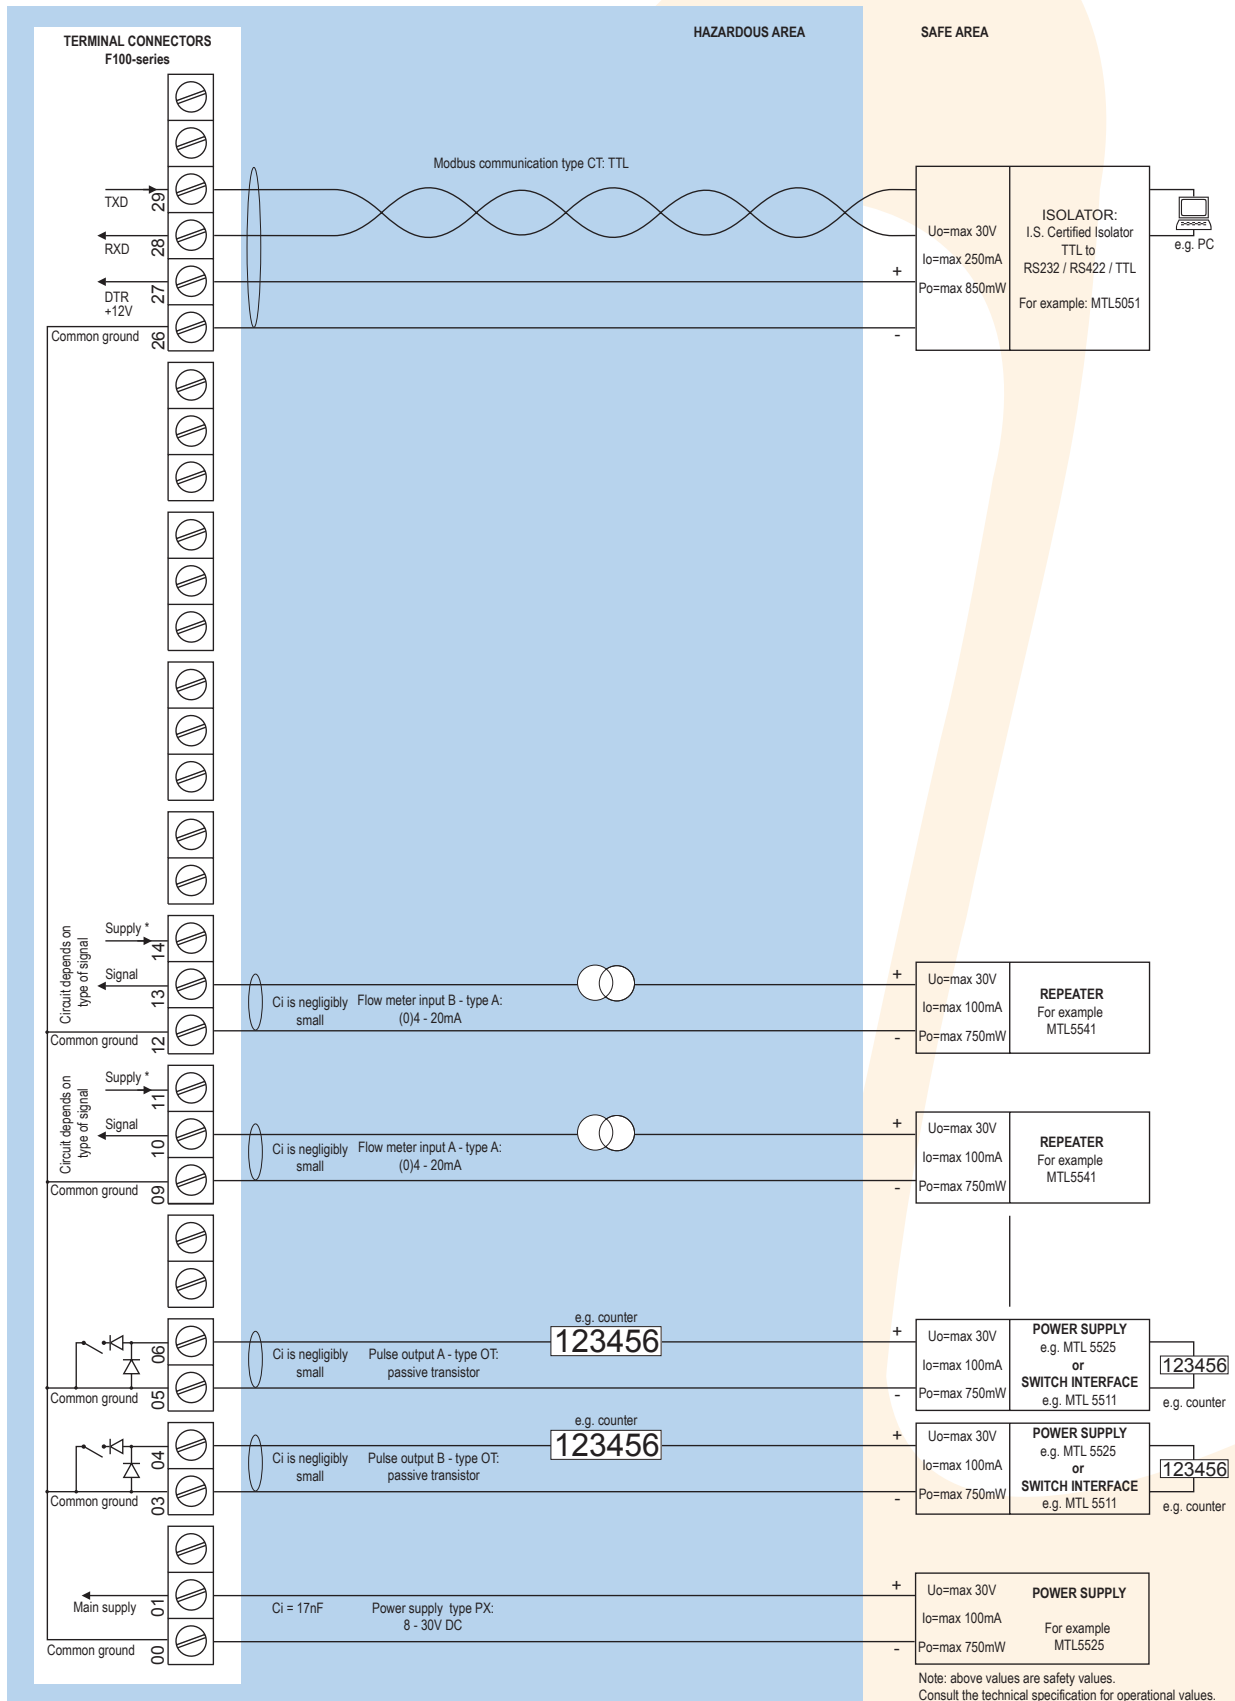 HAZARDOUS AREA
SAFE AREA
TERMINAL CONNECTORS
F100-series
Modbus communication type CT: TTL
TXD
29
RXD
28
DTR
+12V
27
Common ground
26
+
-
Uo=max 30V
Io=max 250mA
Po=max 850mW
ISOLATOR:
I.S. Certified Isolator
TTL to
RS232 / RS422 / TTL
For example: MTL5051
e.g. PC
Circuit depends on
type of signal
Supply *
14
Signal
13
Common ground
12
Ci is negligibly
small
Flow meter input B - type A:
(0)4 - 20mA
+
-
Uo=max 30V
Io=max 100mA
Po=max 750mW
REPEATER
For example
MTL5541
Circuit depends on
type of signal
Supply *
11
Signal
10
Common ground
09
Ci is negligibly
small
Flow meter input A - type A:
(0)4 - 20mA
+
-
Uo=max 30V
Io=max 100mA
Po=max 750mW
REPEATER
For example
MTL5541
06
Common ground
05
Ci is negligibly
small
Pulse output A - type OT:
passive transistor
e.g. counter
123456
+
-
Uo=max 30V
Io=max 100mA
Po=max 750mW
POWER SUPPLY
e.g. MTL 5525
or
SWITCH INTERFACE
e.g. MTL 5511
123456
e.g. counter
04
Common ground
03
Ci is negligibly
small
Pulse output B - type OT:
passive transistor
e.g. counter
123456
+
-
Uo=max 30V
Io=max 100mA
Po=max 750mW
POWER SUPPLY
e.g. MTL 5525
or
SWITCH INTERFACE
e.g. MTL 5511
123456
e.g. counter
Main supply
01
Common ground
00
Ci = 17nF
Power supply type PX:
8 - 30V DC
+
-
Uo=max 30V
Io=max 100mA
Po=max 750mW
POWER SUPPLY
For example
MTL5525
Note: above values are safety values.
Consult the technical specification for operational values.